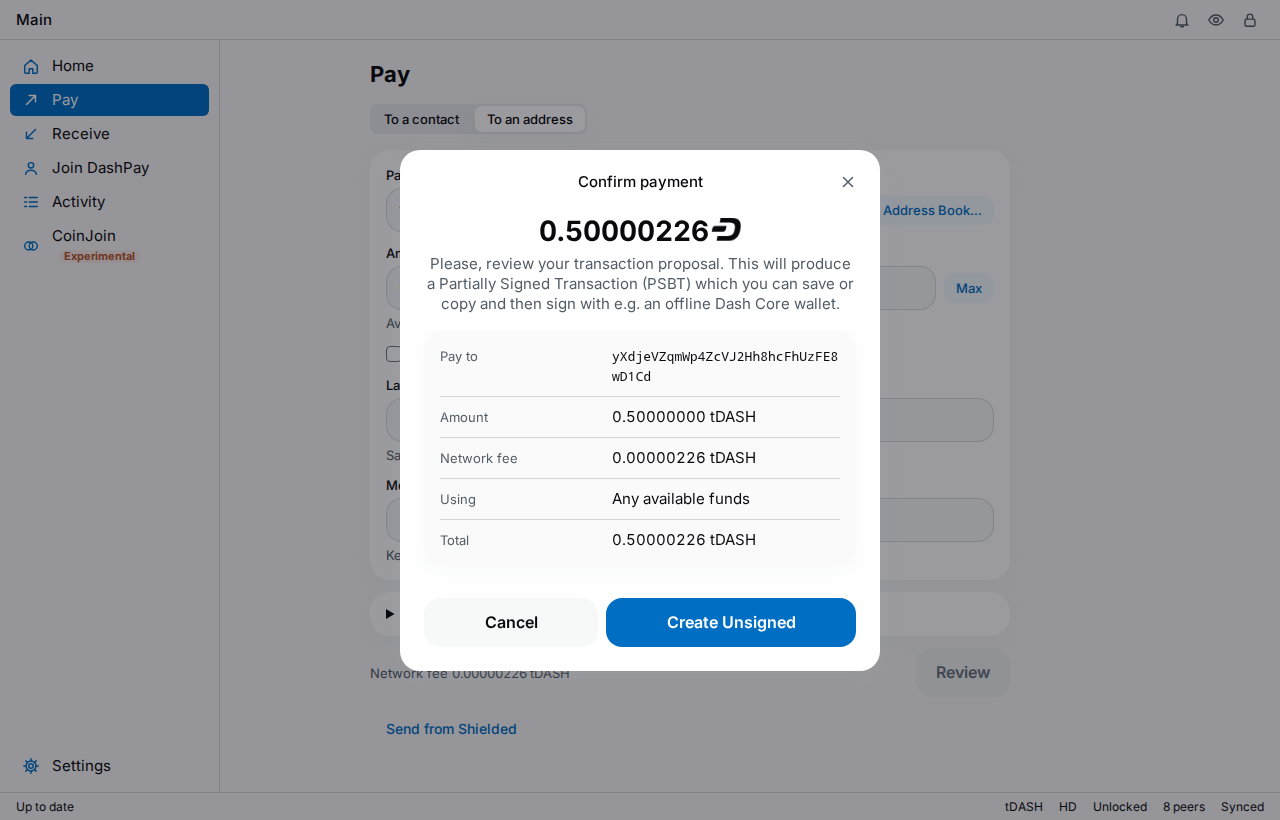 Main
Home
Pay
Receive
Join DashPay
Activity
CoinJoin
Experimental
Settings
Pay
To a contact
To an address
Address Book...
Max
Confirm payment
0.50000226
Please, review your transaction proposal. This will produce
a Partially Signed Transaction (PSBT) which you can save or
copy and then sign with e.g. an offline Dash Core wallet.
Pay to
yXdjeVZqmWp4ZcVJ2Hh8hcFhUzFE8
wD1Cd
Amount
0.50000000 tDASH
Network fee
0.00000226 tDASH
Using
Any available funds
Total
0.50000226 tDASH
Cancel
Create Unsigned
Network fee 0.00000226 tDASH
Review
Send from Shielded
Up to date
tDASH
HD
Unlocked
8 peers
Synced